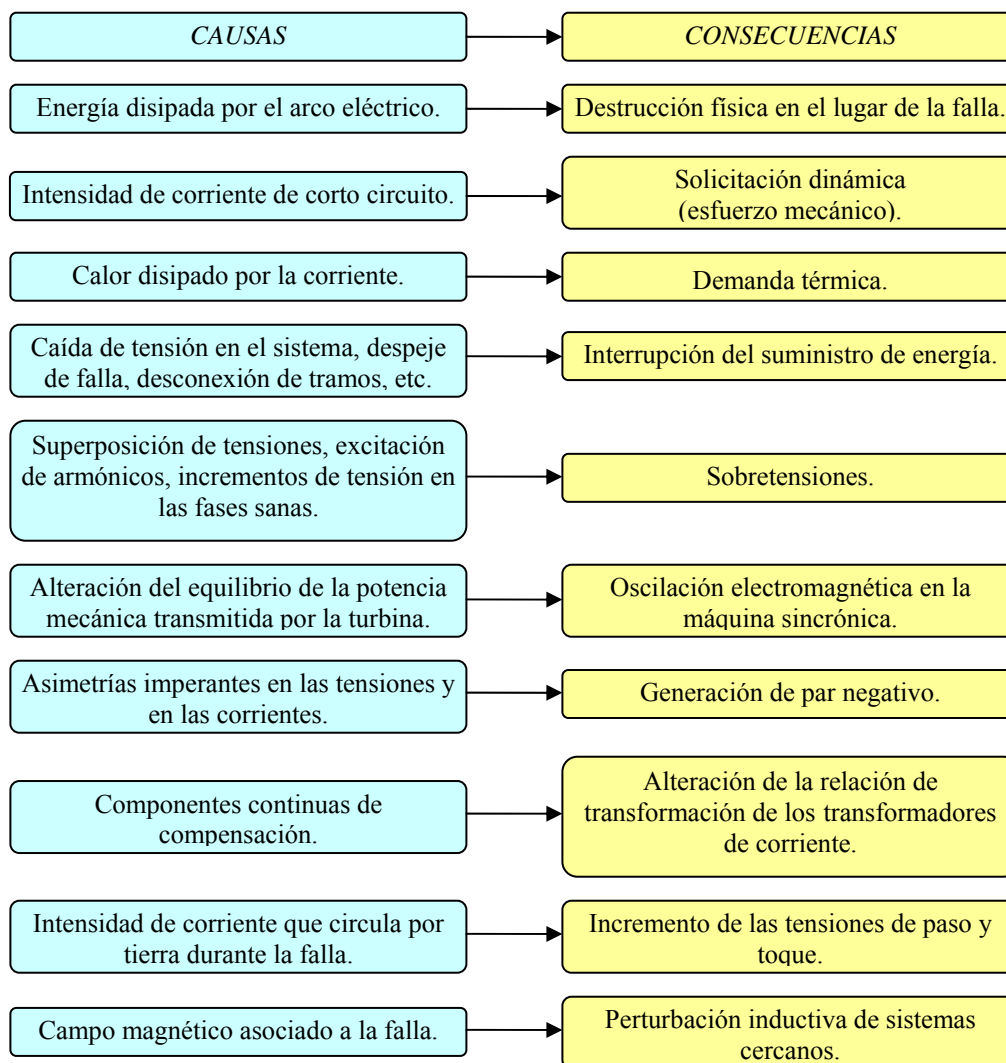 CAUSAS
CONSECUENCIAS
Energía disipada por el arco eléctrico.
Destrucción física en el lugar de la falla.
Intensidad de corriente de corto circuito.
Solicitación dinámica
(esfuerzo mecánico).
Calor disipado por la corriente.
Demanda térmica.
Caída de tensión en el sistema, despeje
de falla, desconexión de tramos, etc.
Interrupción del suministro de energía.
Superposición de tensiones, excitación
de armónicos, incrementos de tensión en
las fases sanas.
Sobretensiones.
Alteración del equilibrio de la potencia
mecánica transmitida por la turbina.
Oscilación electromagnética en la
máquina sincrónica.
Asimetrías imperantes en las tensiones y
en las corrientes.
Generación de par negativo.
Componentes continuas de
compensación.
Alteración de la relación de
transformación de los transformadores
de corriente.
Intensidad de corriente que circula por
tierra durante la falla.
Incremento de las tensiones de paso y
toque.
Campo magnético asociado a la falla.
Perturbación inductiva de sistemas
cercanos.